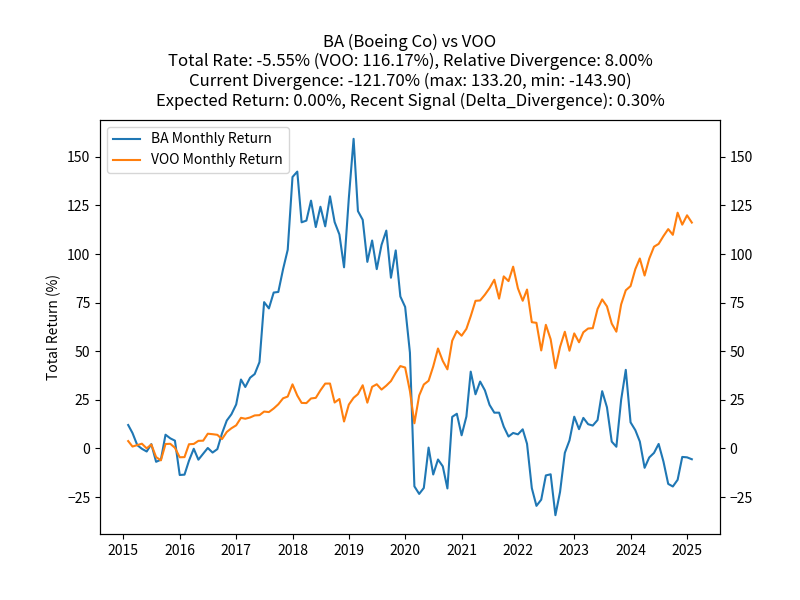 BA (Boeing Co) vs VOO
Total Rate: -5.55% (VOO: 116.17%), Relative Divergence: 8.00%
Current Divergence: -121.70% (max: 133.20, min: -143.90)
Expected Return: 0.00%, Recent Signal (Delta_Divergence): 0.30%
BA Monthly Return
VOO Monthly Return
Total Return (%)
150 150
125 125
100 100
75 75
50 50
25 25
0 0
−25 −25
2015 2016 2017 2018 2019 2020 2021 2022 2023 2024 2025